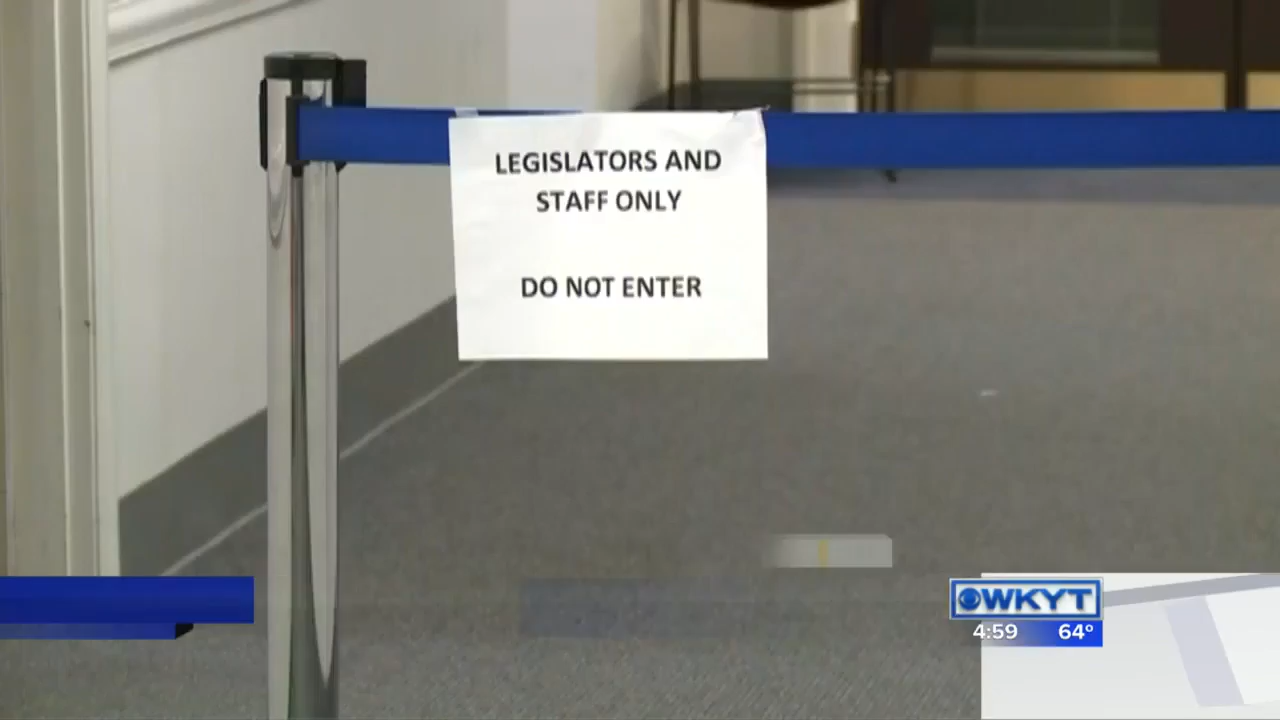 LEGISLATORS AND
STAFF ONLY
DO NOT ENTER
WKYT
4:59 64°